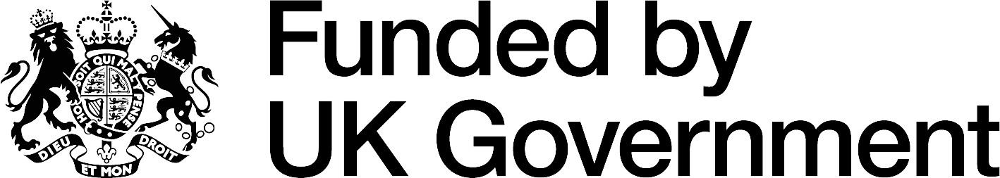 Funded by
UK Government
HONI SOIT QUI MAL Y PENSE
DIEU ET MON DROIT